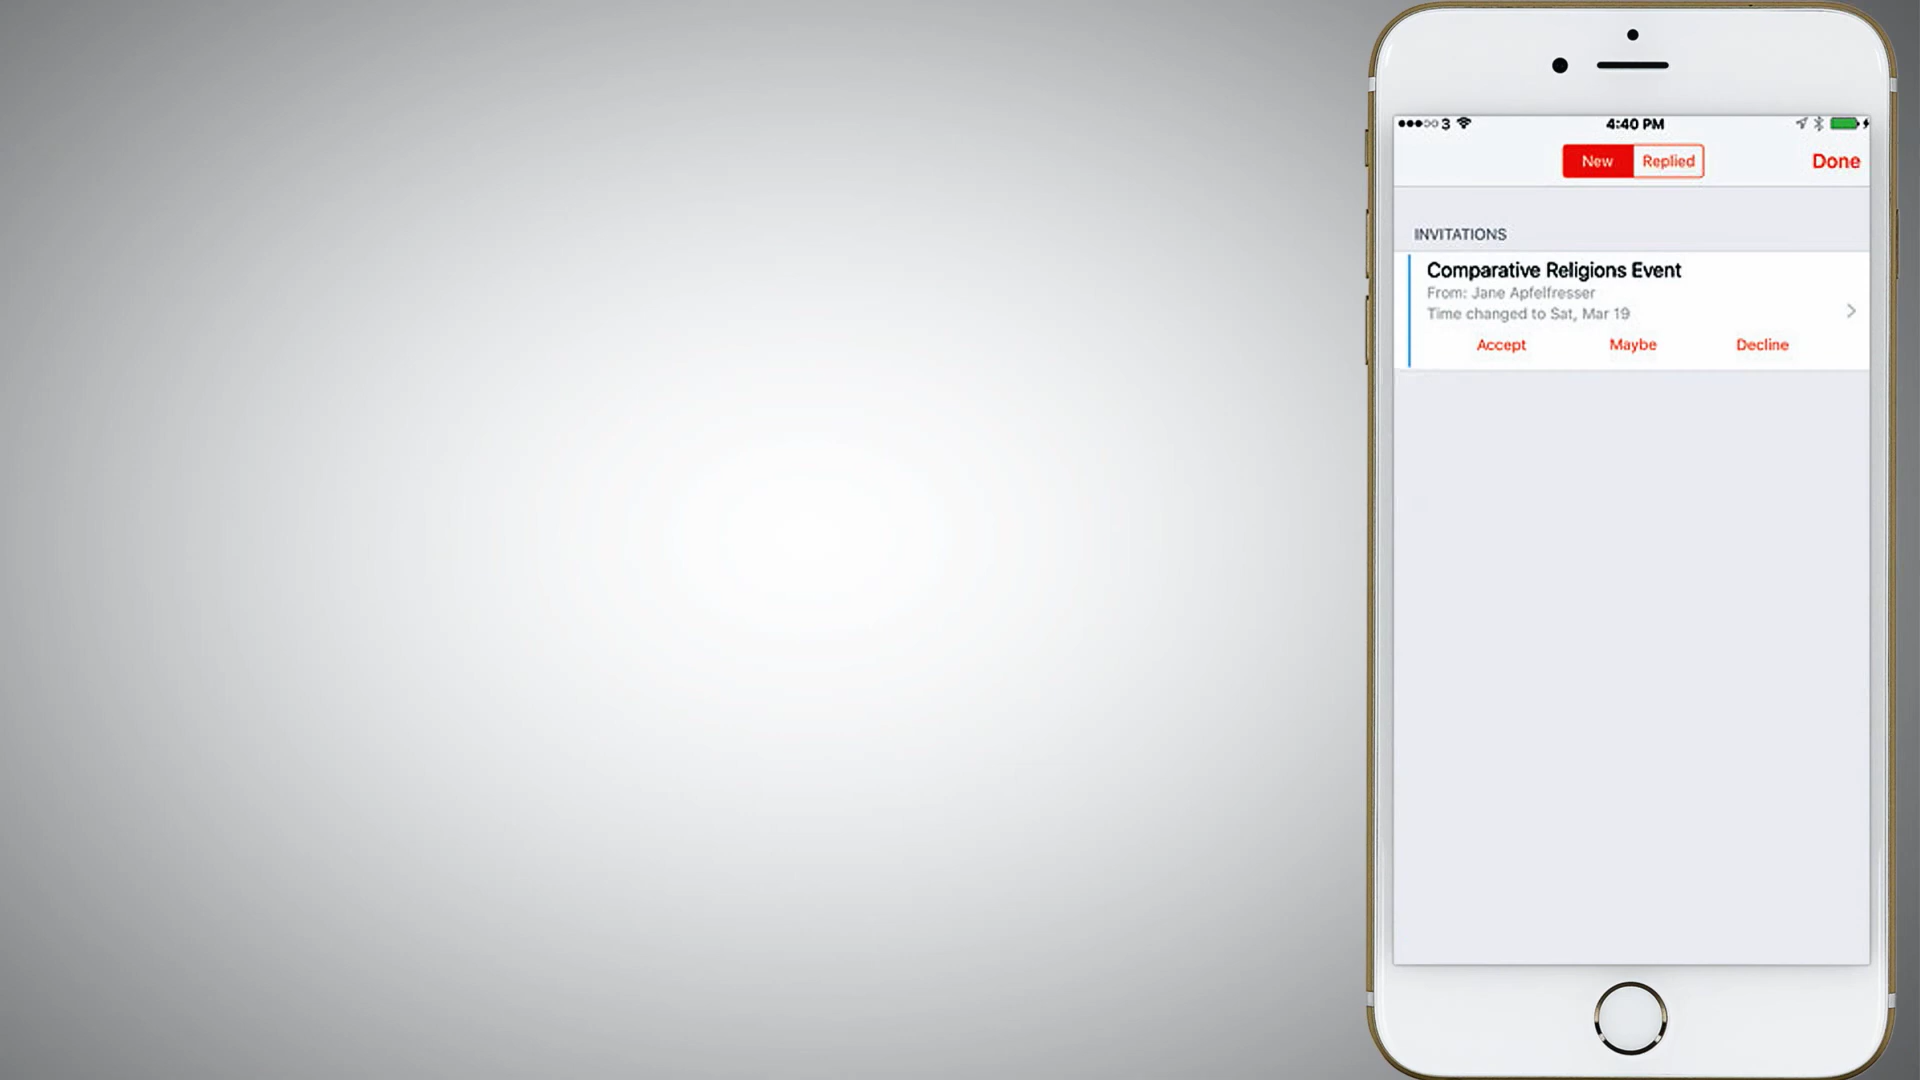 3 4:40 PM
New Replied Done
INVITATIONS
Comparative Religions Event
From: Jane Apfelfresser
Time changed to Sat, Mar 19
Accept Maybe Decline